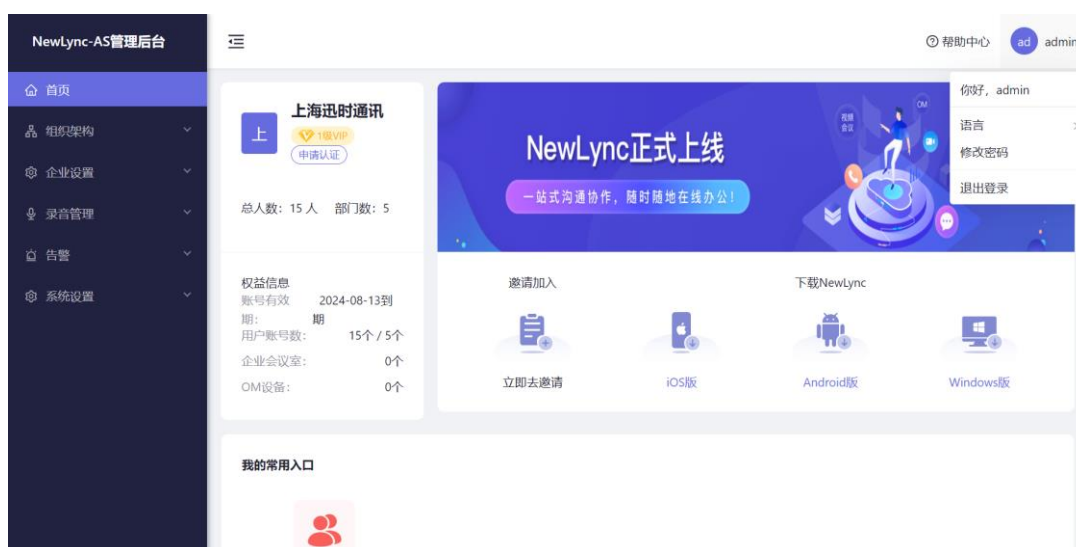 NewLync-AS管理后台
帮助中心
ad
admin
首页
组织架构
企业设置
录音管理
告警
系统设置
上
上海迅时通讯
1级VIP
申请认证
总人数: 15 人 部门数: 5
权益信息
账号有效期: 2024-08-13到期
用户账号数: 15个 / 5个
企业会议室: 0个
OM设备: 0个
NewLync正式上线
一站式沟通协作，随时随地在线办公!
视频会议
OM
你好，admin
语言
修改密码
退出登录
邀请加入
下载NewLync
立即去邀请
iOS版
Android版
Windows版
我的常用入口